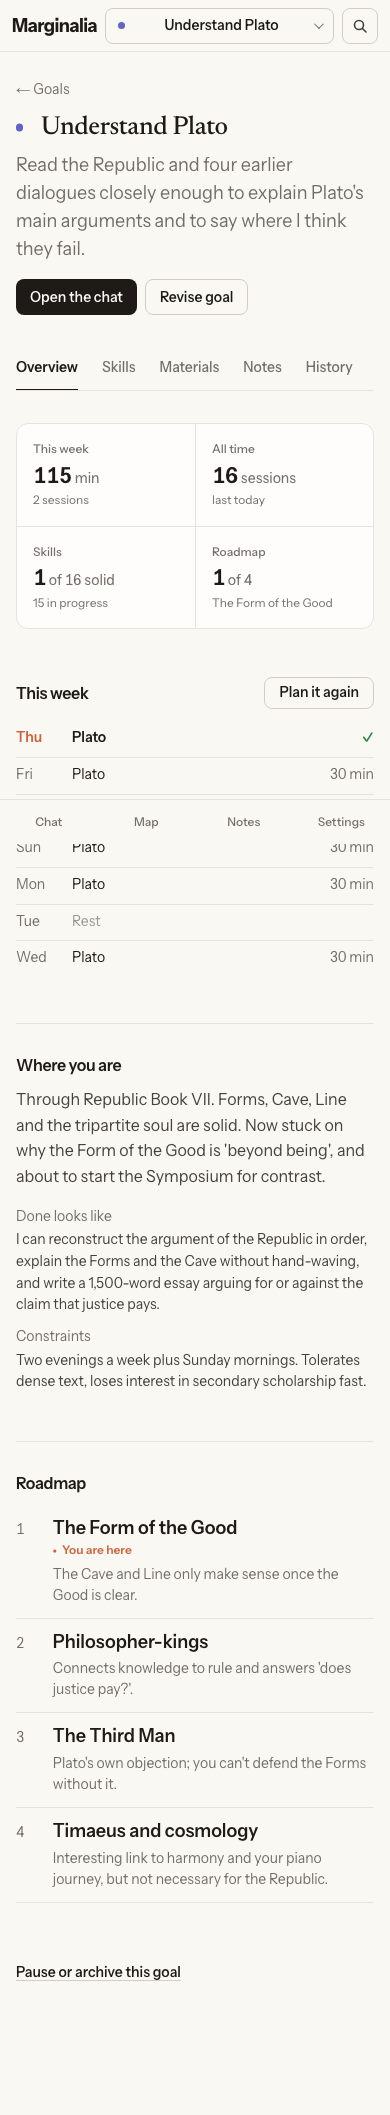 Marginalia
Understand Plato
← Goals
Understand Plato
Read the Republic and four earlier
dialogues closely enough to explain Plato's
main arguments and to say where I think
they fail.
Open the chat
Revise goal
Overview Skills Materials Notes History
This week
115 min
2 sessions
All time
16 sessions
last today
Skills
1 of 16 solid
15 in progress
Roadmap
1 of 4
The Form of the Good
This week
Plan it again
Thu Plato ✓
Fri Plato 30 min
Chat Map Notes Settings
Sun Plato 30 min
Mon Plato 30 min
Tue Rest
Wed Plato 30 min
Where you are
Through Republic Book VII. Forms, Cave, Line
and the tripartite soul are solid. Now stuck on
why the Form of the Good is 'beyond being', and
about to start the Symposium for contrast.
Done looks like
I can reconstruct the argument of the Republic in order,
explain the Forms and the Cave without hand-waving,
and write a 1,500-word essay arguing for or against the
claim that justice pays.
Constraints
Two evenings a week plus Sunday mornings. Tolerates
dense text, loses interest in secondary scholarship fast.
Roadmap
1 The Form of the Good
• You are here
The Cave and Line only make sense once the
Good is clear.
2 Philosopher-kings
Connects knowledge to rule and answers 'does
justice pay?'.
3 The Third Man
Plato's own objection; you can't defend the Forms
without it.
4 Timaeus and cosmology
Interesting link to harmony and your piano
journey, but not necessary for the Republic.
Pause or archive this goal